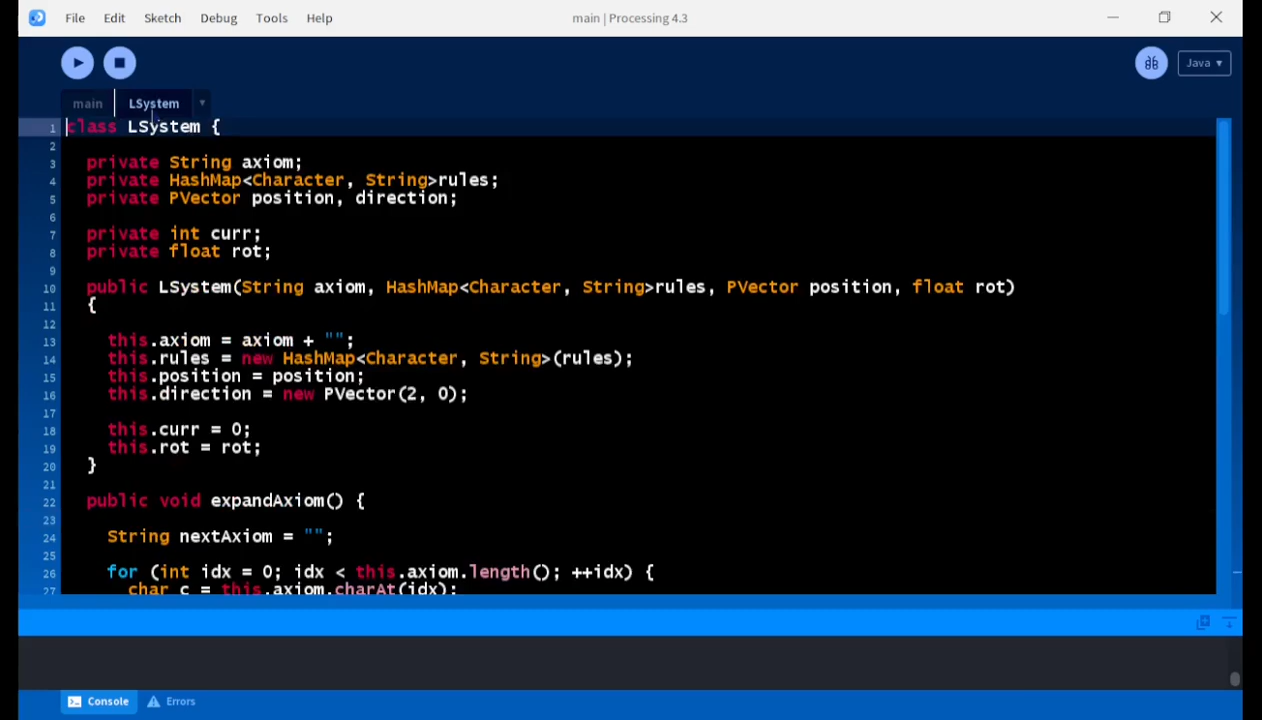 File Edit Sketch Debug Tools Help main | Processing 4.3
Java ▾
main LSystem ▾
1 class LSystem {
2
3 private String axiom;
4 private HashMap<Character, String>rules;
5 private PVector position, direction;
6
7 private int curr;
8 private float rot;
9
10 public LSystem(String axiom, HashMap<Character, String>rules, PVector position, float rot)
11 {
12
13 this.axiom = axiom + "";
14 this.rules = new HashMap<Character, String>(rules);
15 this.position = position;
16 this.direction = new PVector(2, 0);
17
18 this.curr = 0;
19 this.rot = rot;
20 }
21
22 public void expandAxiom() {
23
24 String nextAxiom = "";
25
26 for (int idx = 0; idx < this.axiom.length(); ++idx) {
27 char c = this.axiom.charAt(idx);
Console Errors